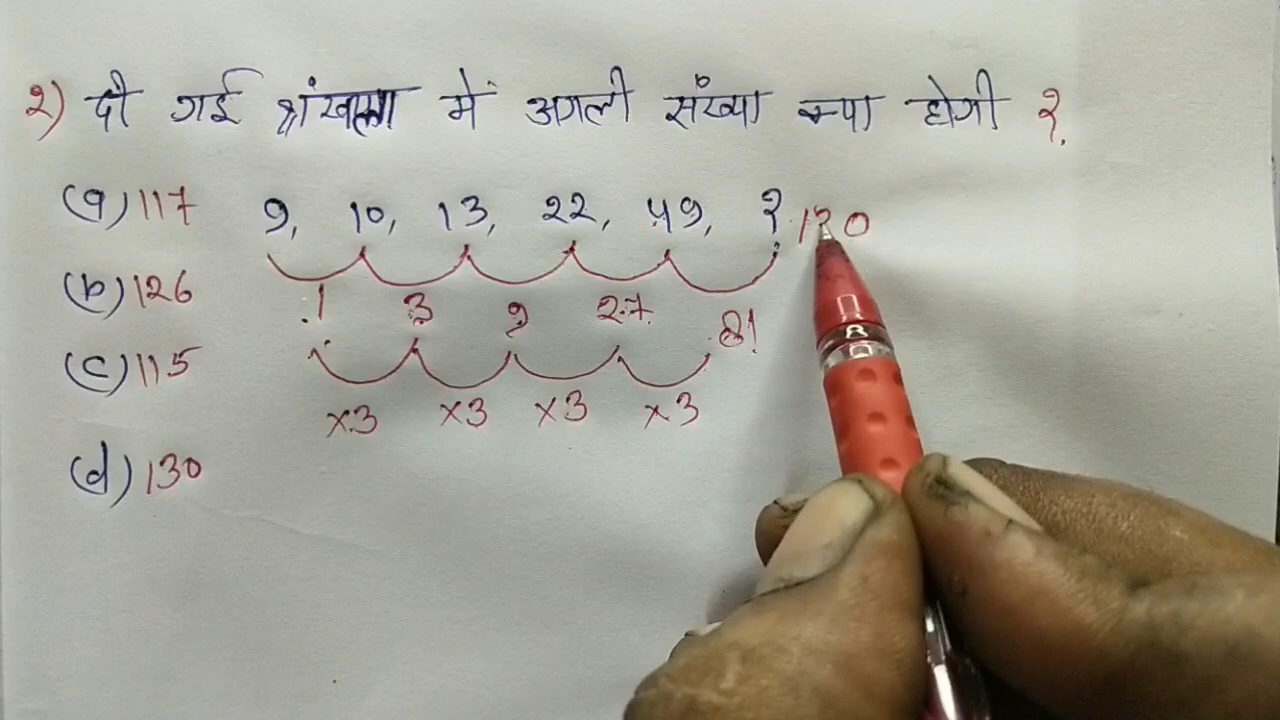 २) दी गई श्रंखला में अगली संख्या क्या होगी ?
(a) 117 9, 10, 13, 22, 49, ? 130
(b) 126 1 3 9 27 81
(c) 115 ×3 ×3 ×3 ×3
(d) 130